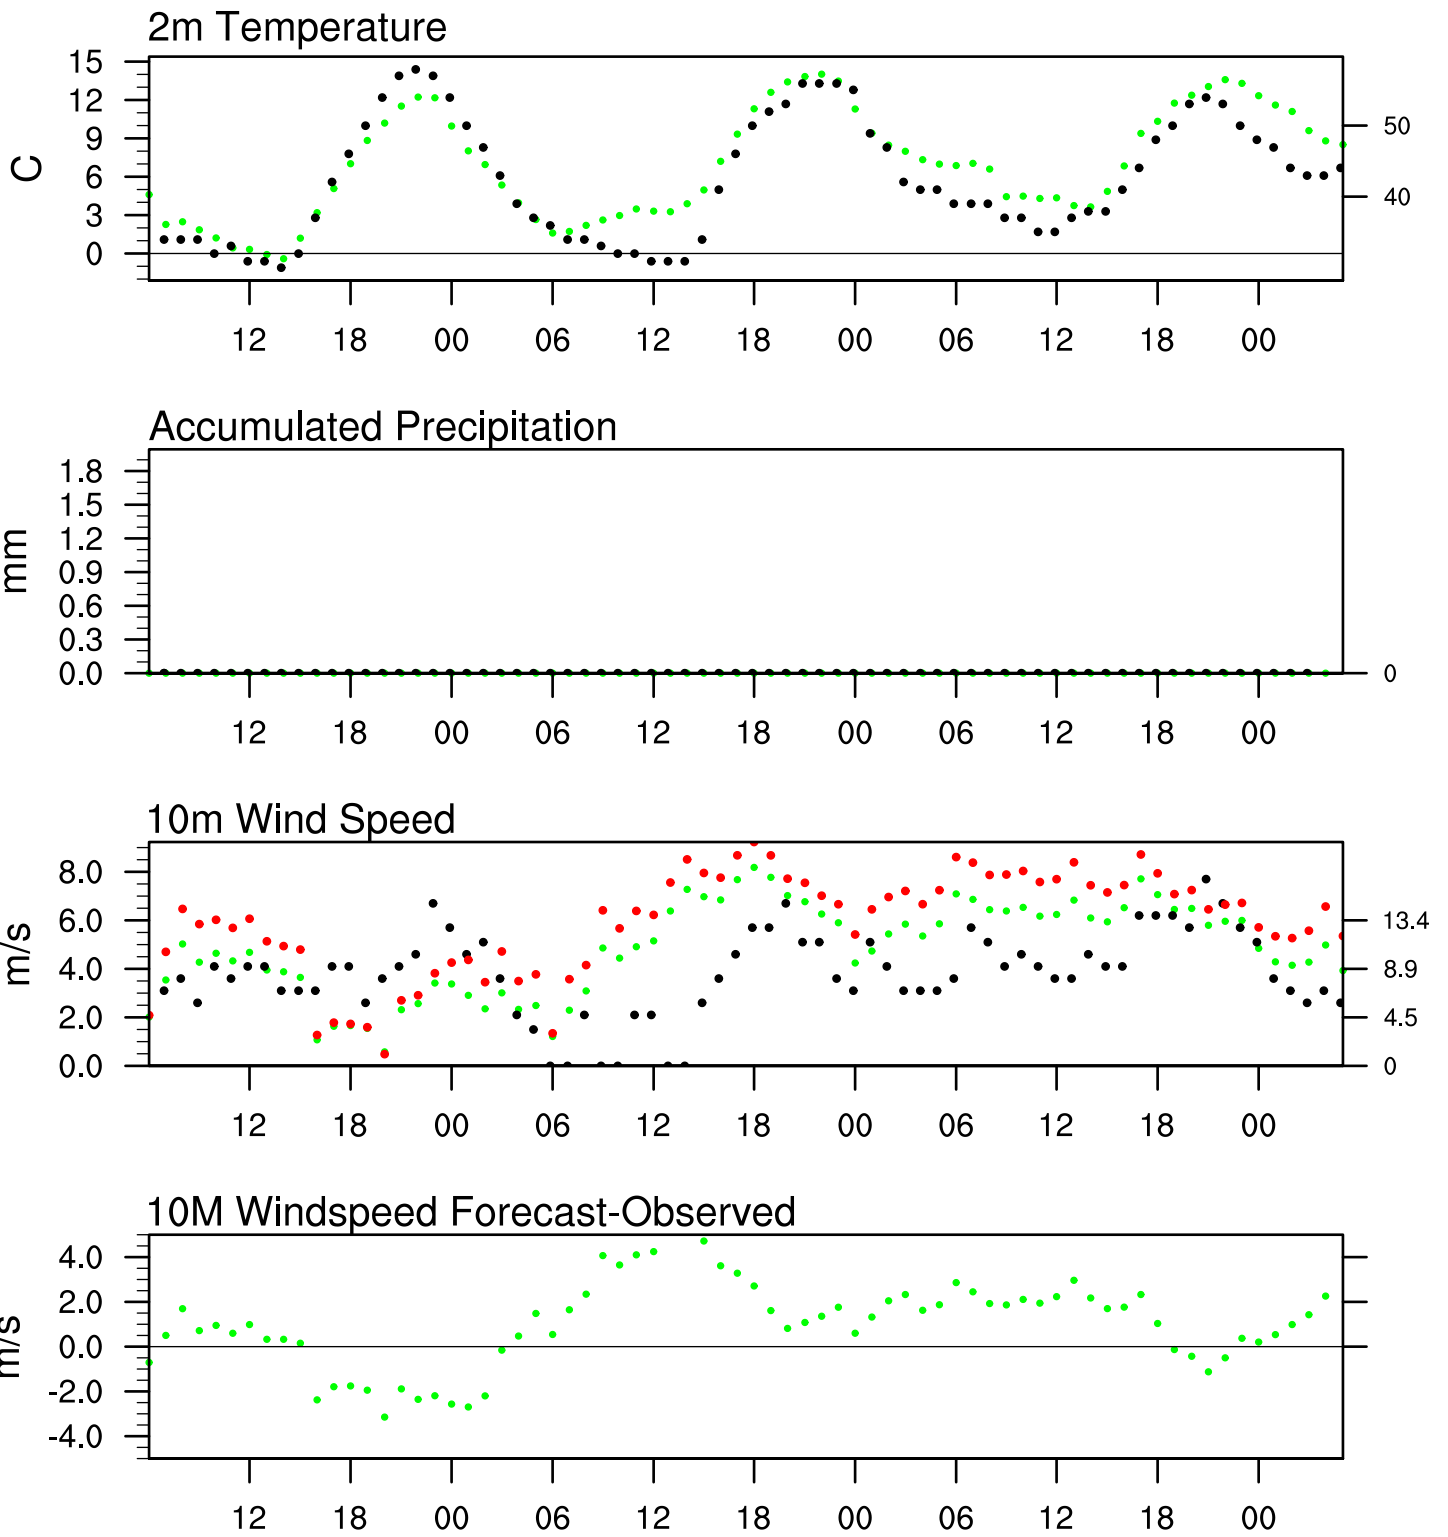 2m Temperature
15
12
9
6
3
0
C
50
40
12 18 00 06 12 18 00 06 12 18 00
Accumulated Precipitation
1.8
1.5
1.2
0.9
0.6
0.3
0.0
mm
0
12 18 00 06 12 18 00 06 12 18 00
10m Wind Speed
8.0
6.0
4.0
2.0
0.0
m/s
13.4
8.9
4.5
0
12 18 00 06 12 18 00 06 12 18 00
10M Windspeed Forecast-Observed
4.0
2.0
0.0
-2.0
-4.0
m/s
12 18 00 06 12 18 00 06 12 18 00